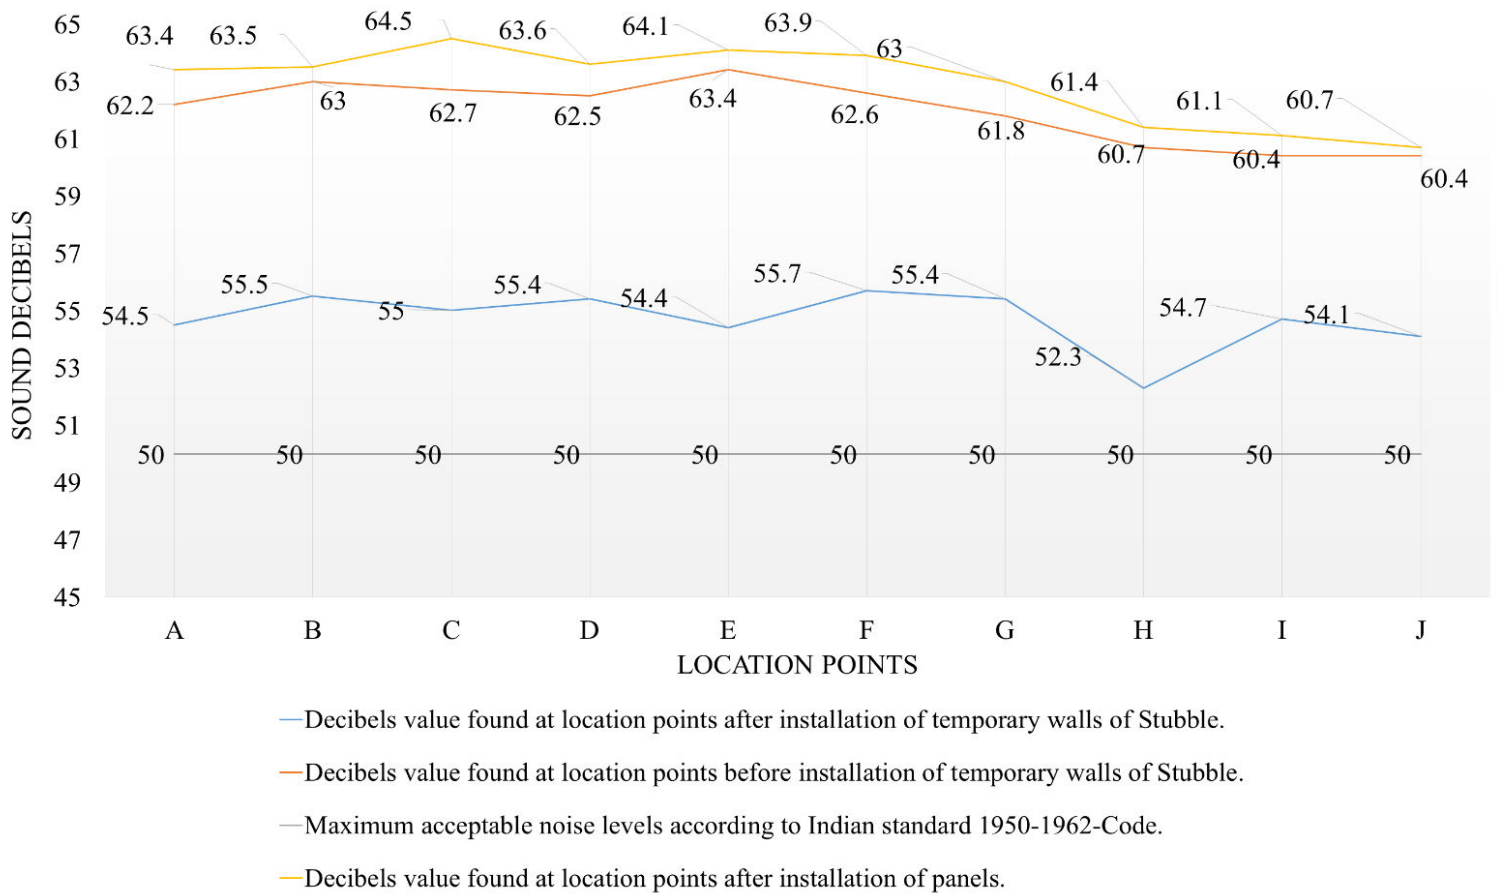 65
63
61
59
57
55
53
51
49
47
45
SOUND DECIBELS
63.4 63.5 64.5 63.6 64.1 63.9 63 61.4 61.1 60.7
62.2 63 62.7 62.5 63.4 62.6 61.8 60.7 60.4 60.4
54.5 55.5 55 55.4 54.4 55.7 55.4 52.3 54.7 54.1
50 50 50 50 50 50 50 50 50 50
A B C D E F G H I J
LOCATION POINTS
Decibels value found at location points after installation of temporary walls of Stubble.
Decibels value found at location points before installation of temporary walls of Stubble.
Maximum acceptable noise levels according to Indian standard 1950-1962-Code.
Decibels value found at location points after installation of panels.